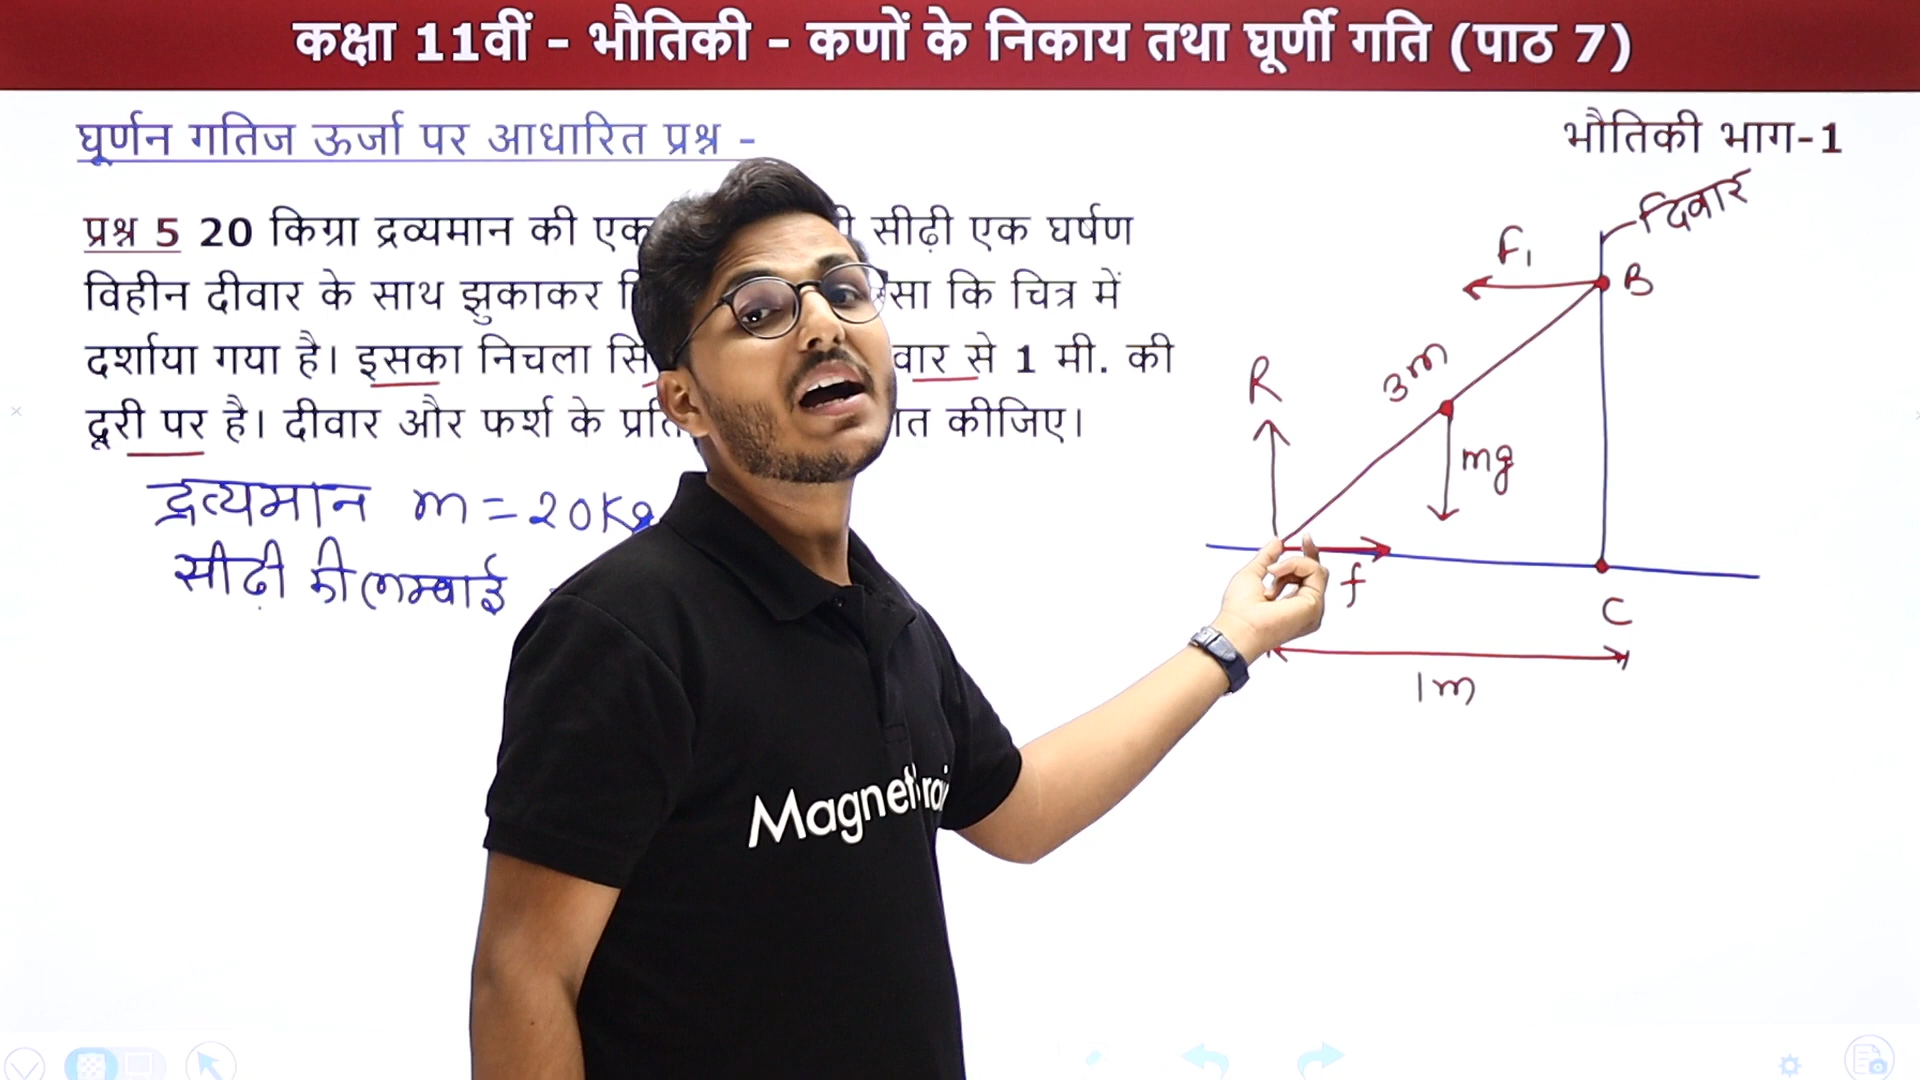 कक्षा 11वीं - भौतिकी - कणों के निकाय तथा घूर्णी गति (पाठ 7)
घूर्णन गतिज ऊर्जा पर आधारित प्रश्न -
भौतिकी भाग-1
प्रश्न 5 20 किग्रा द्रव्यमान की एक सीढ़ी एक घर्षण
विहीन दीवार के साथ झुकाकर कि चित्र में
दर्शाया गया है। इसका निचला से 1 मी. की
दूरी पर है। दीवार और फर्श के कीजिए।
द्रव्यमान m = 20Kg
सीढ़ी की लम्बाई
दिवार
F₁
B
3m
R
mg
f
C
1m
Magnet